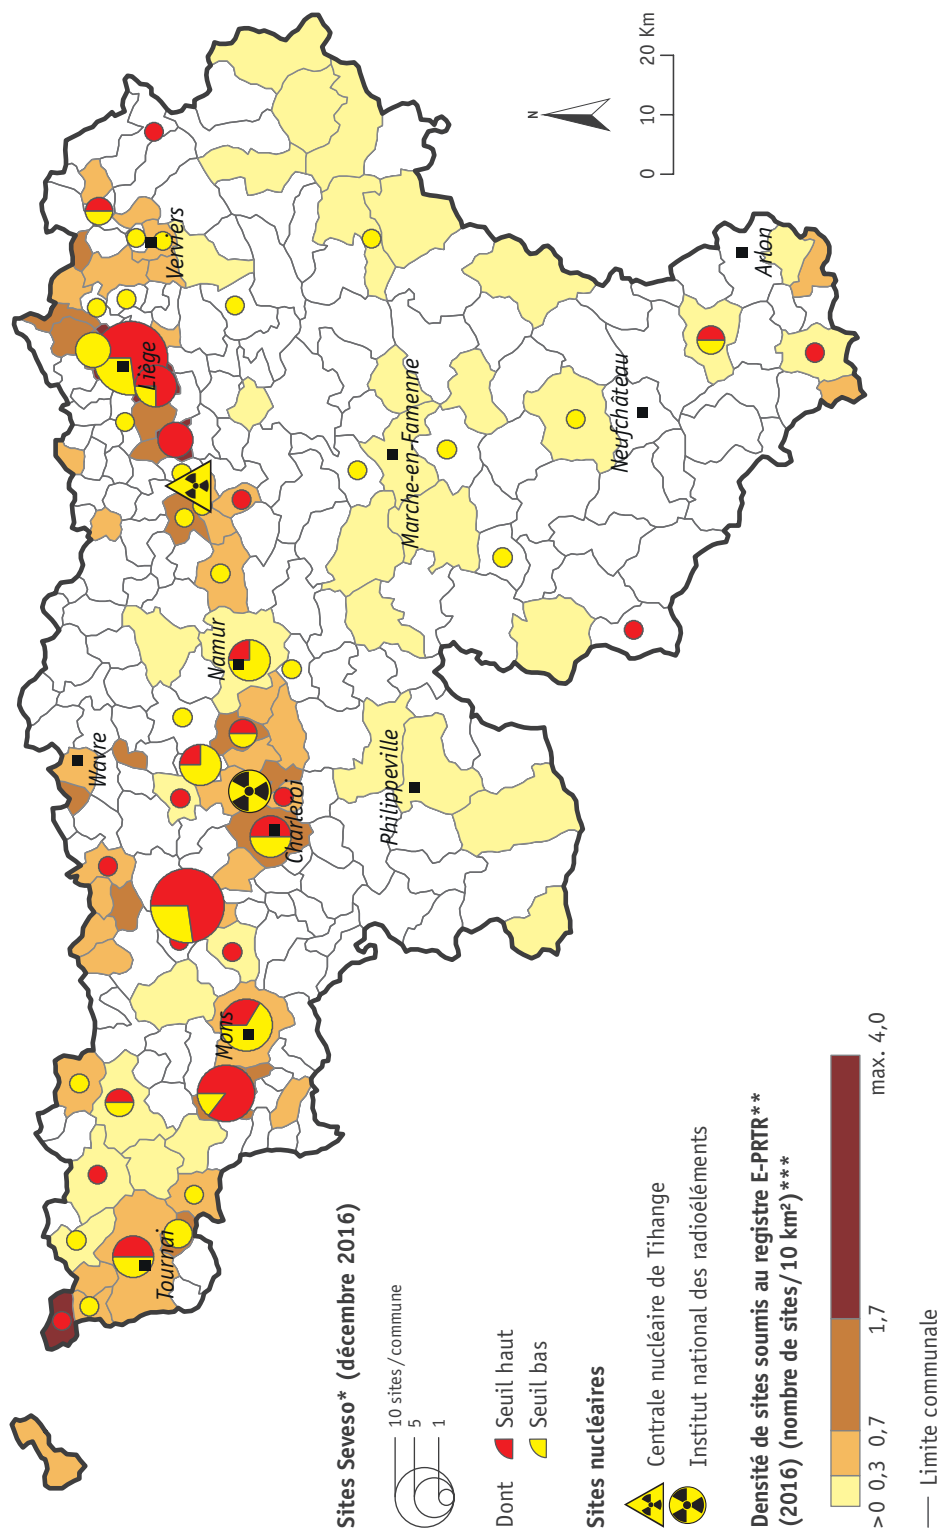 Tournai
Mons
Charleroi
Wavre
Namur
Philippeville
Liège
Verviers
Marche-en-Famenne
Neufchâteau
Arlon
N
0 10 20 Km
Sites Seveso* (décembre 2016)
10 sites/commune
5
1
Dont
Seuil haut
Seuil bas
Sites nucléaires
Centrale nucléaire de Tihange
Institut national des radioéléments
Densité de sites soumis au registre E-PRTR**
(2016) (nombre de sites/10 km²)***
>0 0,3 0,7 1,7 max. 4,0
Limite communale